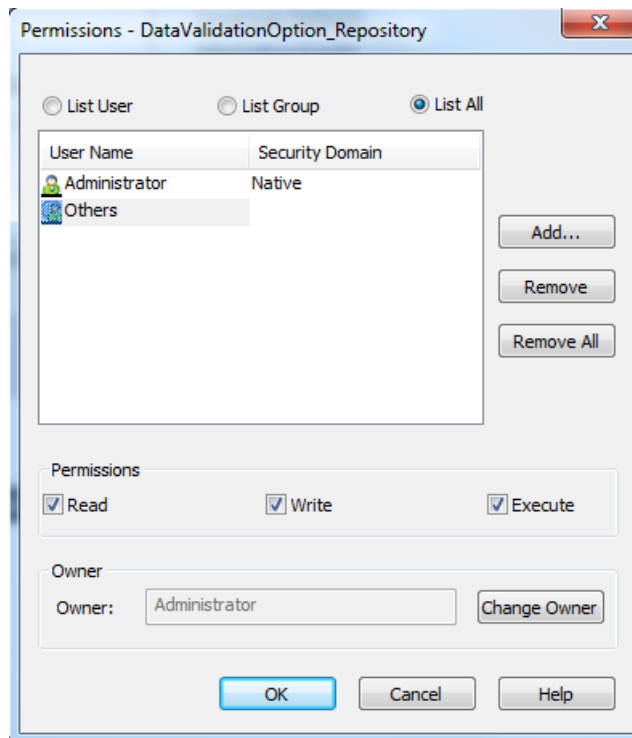 Permissions - DataValidationOption_Repository
List User List Group List All
User Name Security Domain
Administrator Native
Others
Add...
Remove
Remove All
Permissions
Read Write Execute
Owner
Owner: Administrator Change Owner
OK Cancel Help